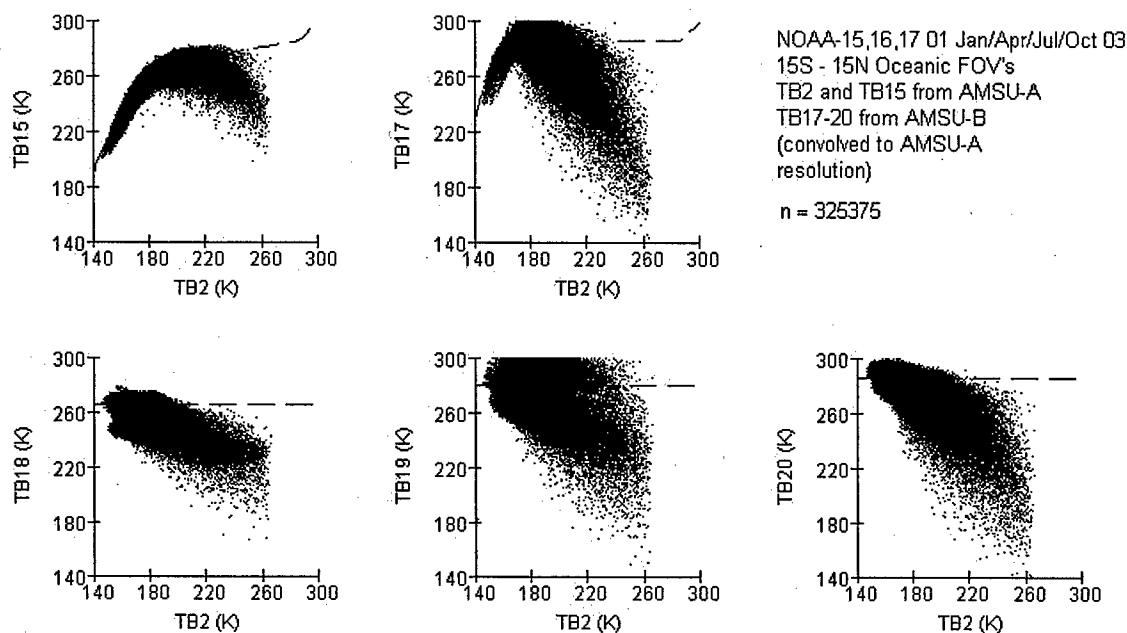 300
260
220
180
140
TB15 (K)
140 180 220 260 300
TB2 (K)
300
260
220
180
140
TB17 (K)
140 180 220 260 300
TB2 (K)
NOAA-15,16,17 01 Jan/Apr/Jul/Oct 03
15S - 15N Oceanic FOV's
TB2 and TB15 from AMSU-A
TB17-20 from AMSU-B
(convolved to AMSU-A
resolution)
n = 325375
300
260
220
180
140
TB18 (K)
140 180 220 260 300
TB2 (K)
300
260
220
180
140
TB19 (K)
140 180 220 260 300
TB2 (K)
300
260
220
180
140
TB20 (K)
140 180 220 260 300
TB2 (K)